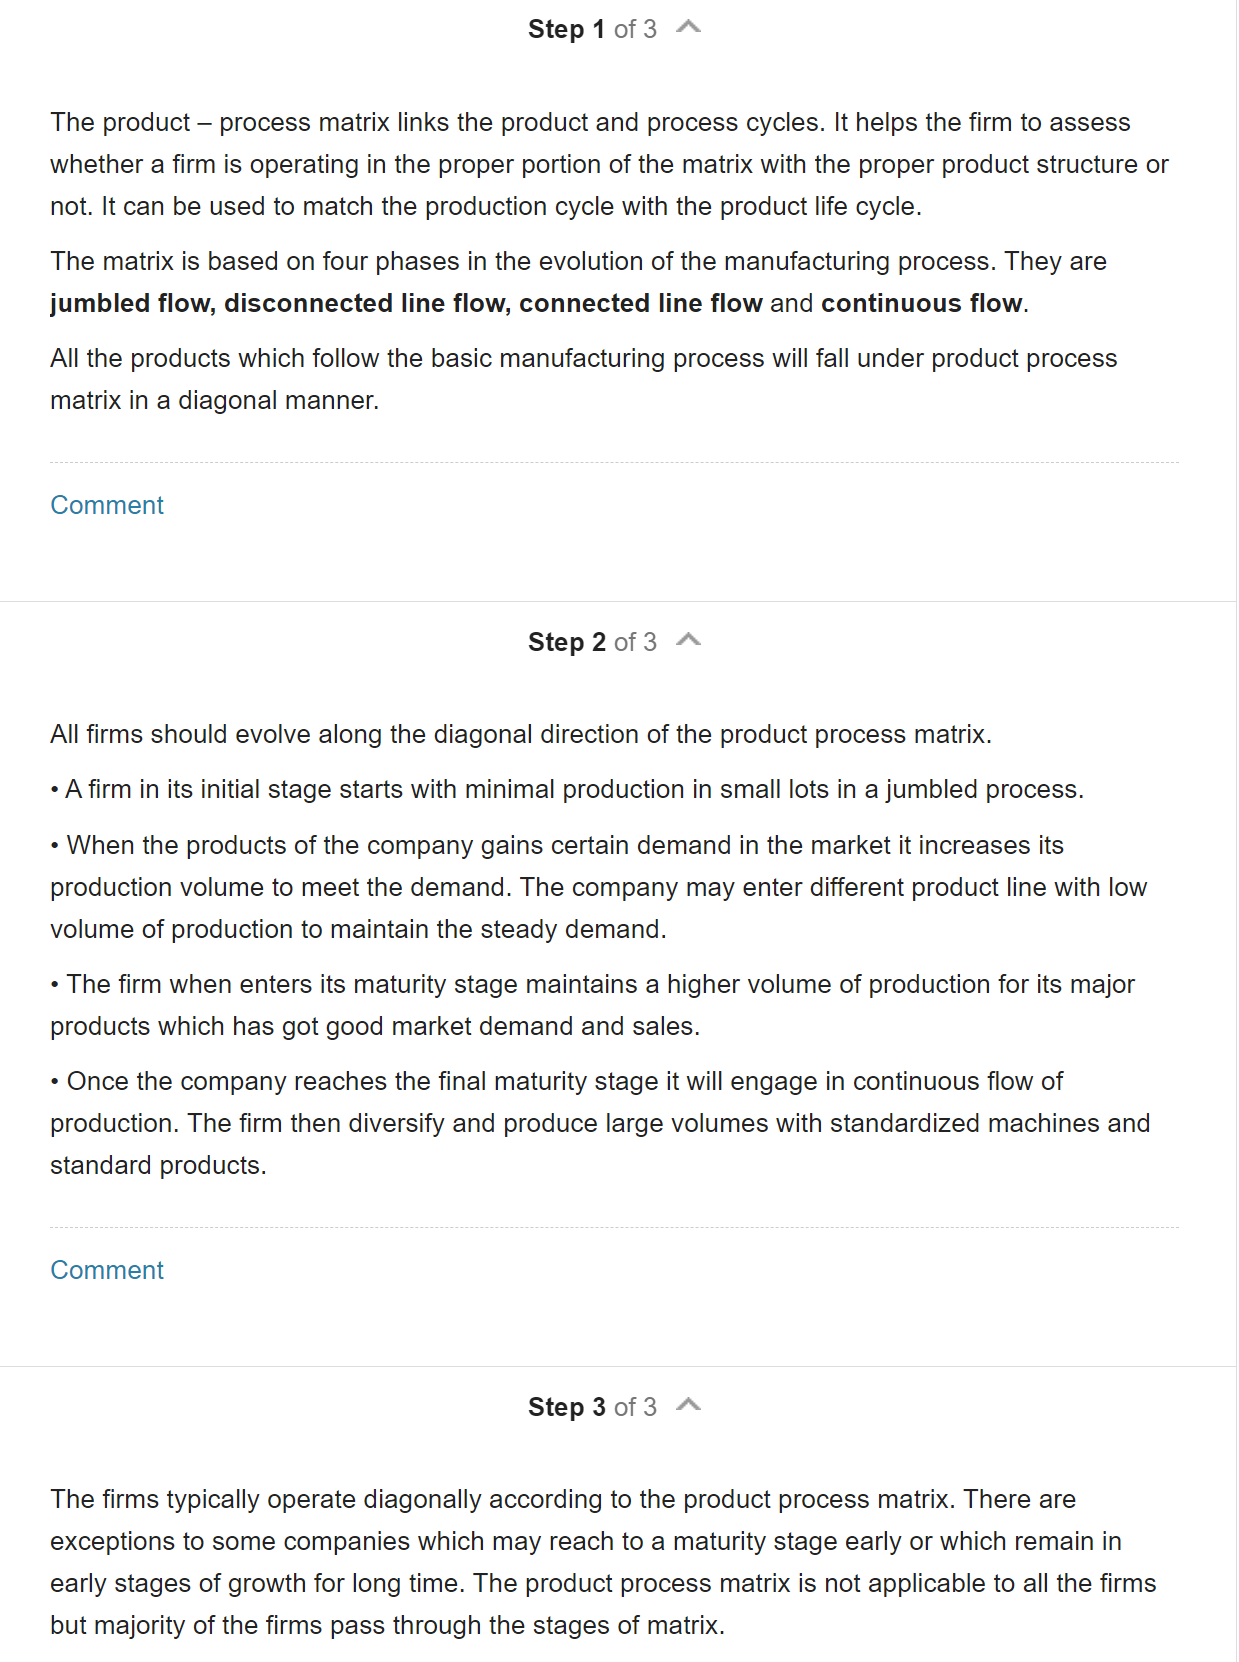 Step 1 of 3
The product – process matrix links the product and process cycles. It helps the firm to assess
whether a firm is operating in the proper portion of the matrix with the proper product structure or
not. It can be used to match the production cycle with the product life cycle.
The matrix is based on four phases in the evolution of the manufacturing process. They are
jumbled flow, disconnected line flow, connected line flow and continuous flow.
All the products which follow the basic manufacturing process will fall under product process
matrix in a diagonal manner.
Comment
Step 2 of 3
All firms should evolve along the diagonal direction of the product process matrix.
• A firm in its initial stage starts with minimal production in small lots in a jumbled process.
• When the products of the company gains certain demand in the market it increases its
production volume to meet the demand. The company may enter different product line with low
volume of production to maintain the steady demand.
• The firm when enters its maturity stage maintains a higher volume of production for its major
products which has got good market demand and sales.
• Once the company reaches the final maturity stage it will engage in continuous flow of
production. The firm then diversify and produce large volumes with standardized machines and
standard products.
Comment
Step 3 of 3
The firms typically operate diagonally according to the product process matrix. There are
exceptions to some companies which may reach to a maturity stage early or which remain in
early stages of growth for long time. The product process matrix is not applicable to all the firms
but majority of the firms pass through the stages of matrix.